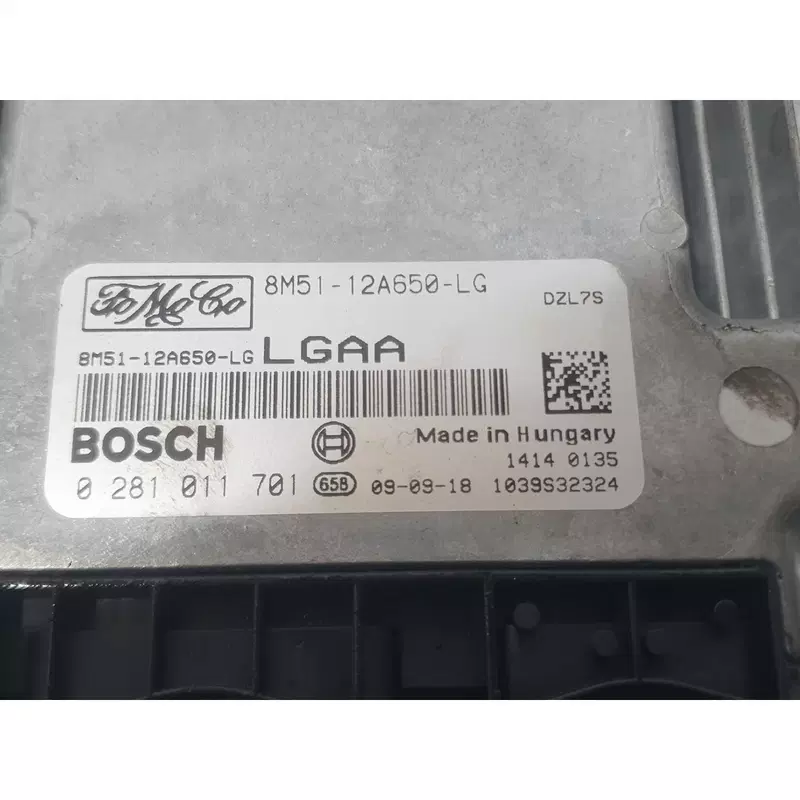 FoMoCo 8M51-12A650-LG
DZL7S
8M51-12A650-LG LGAA
BOSCH Made in Hungary
1414 0135
0 281 011 701 658 09-09-18 1039S32324